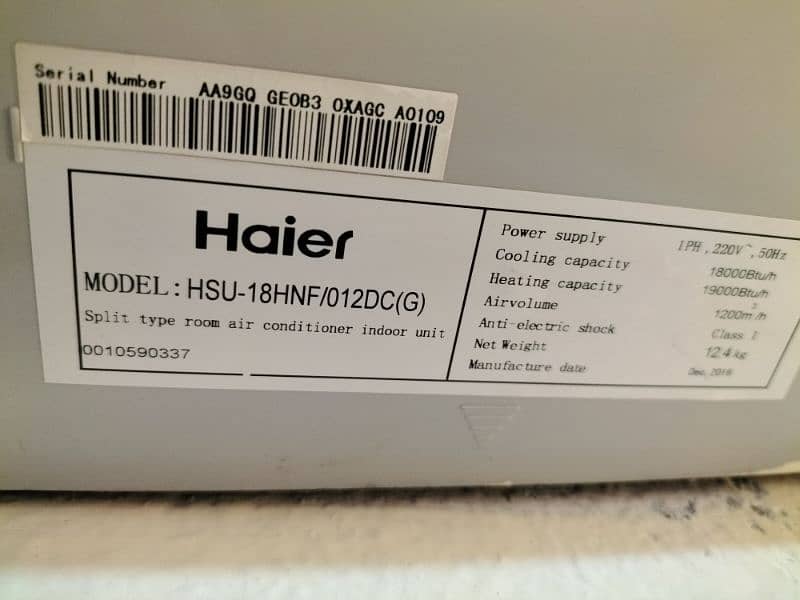 Serial Number AA9GQ GE0B3 0XAGC A0109
Haier
MODEL: HSU-18HNF/012DC(G)
Split type room air conditioner indoor unit
0010590337
Power supply 1PH, 220V~, 50Hz
Cooling capacity 18000Btu/h
Heating capacity 19000Btu/h
Airvolume 1200m³/h
Anti-electric shock Class I
Net Weight 12.4kg
Manufacture date Dec, 2016